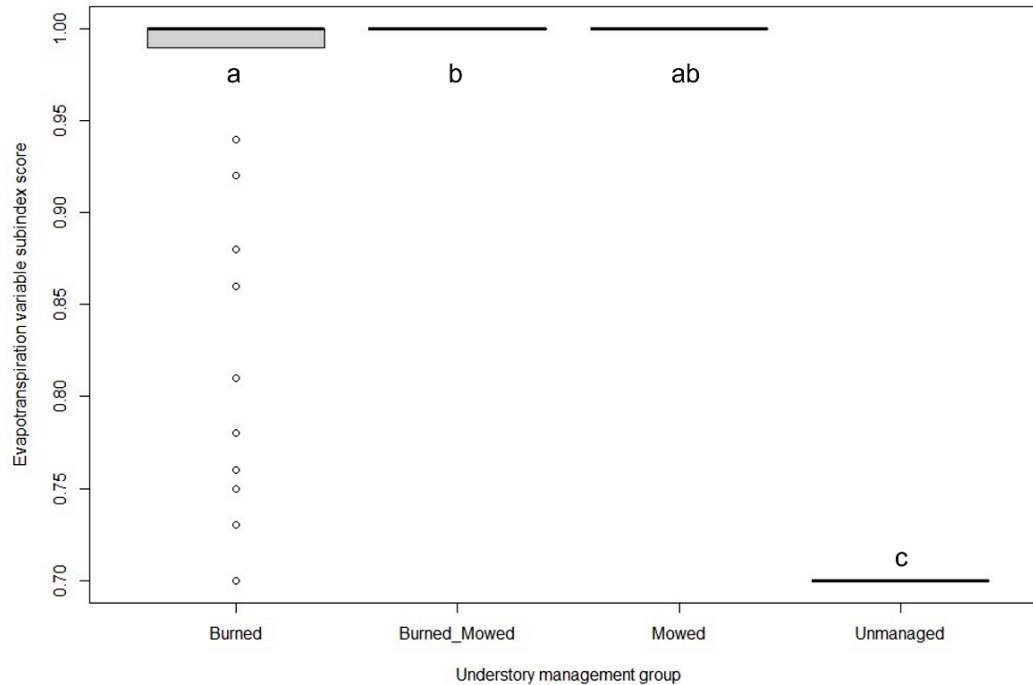 Evapotranspiration variable subindex score
1.00
0.95
0.90
0.85
0.80
0.75
0.70
a
b
ab
c
Burned
Burned_Mowed
Mowed
Unmanaged
Understory management group